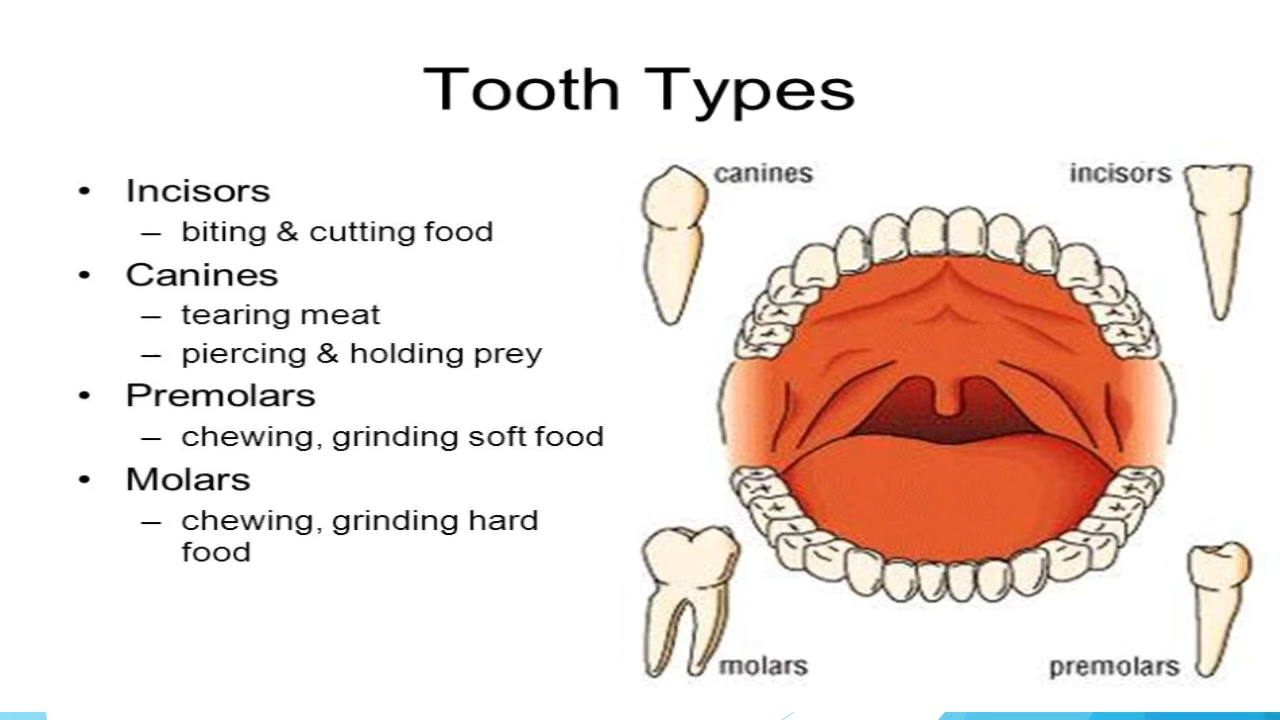 Tooth Types
• Incisors
– biting & cutting food
• Canines
– tearing meat
– piercing & holding prey
• Premolars
– chewing, grinding soft food
• Molars
– chewing, grinding hard
food
canines
incisors
molars
premolars